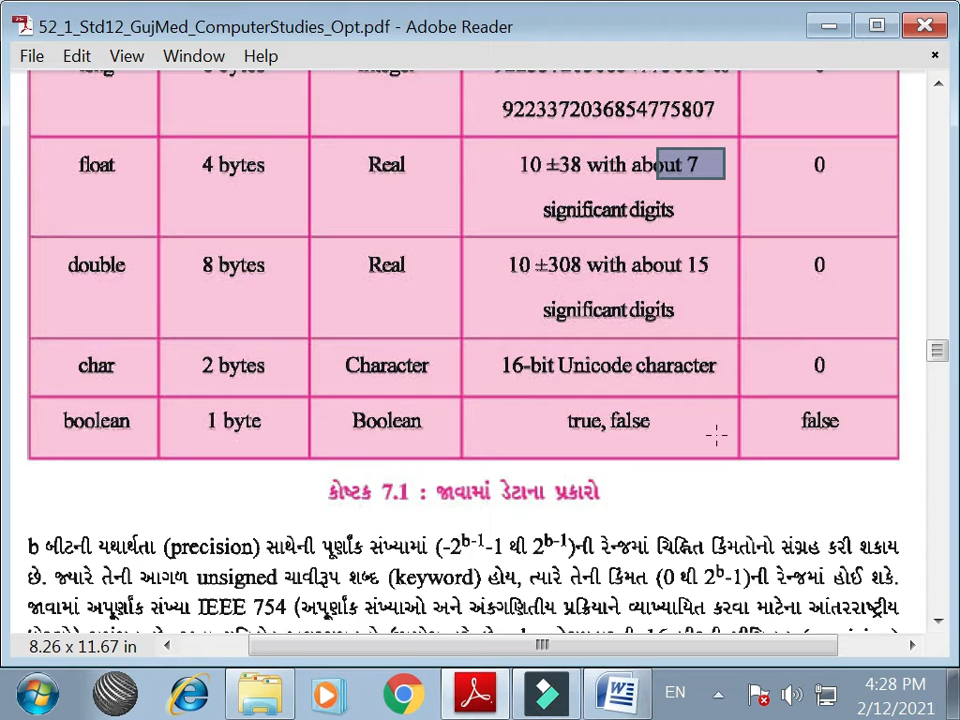 52_1_Std12_GujMed_ComputerStudies_Opt.pdf - Adobe Reader
File Edit View Window Help
9223372036854775807
float 4 bytes Real 10 ±38 with about 7 0
significant digits
double 8 bytes Real 10 ±308 with about 15 0
significant digits
char 2 bytes Character 16-bit Unicode character 0
boolean 1 byte Boolean true, false false
કોષ્ટક 7.1 : જાવામાં ડેટાના પ્રકારો
b બીટની યથાર્થતા (precision) સાથેની પૂર્ણાંક સંખ્યામાં (-2b-1-1 થી 2b-1)ની રેન્જમાં ચિહ્નિત કિંમતોનો સંગ્રહ કરી શકાય
છે. જ્યારે તેની આગળ unsigned ચાવીરૂપ શબ્દ (keyword) હોય, ત્યારે તેની કિંમત (0 થી 2b-1)ની રેન્જમાં હોઈ શકે.
જાવામાં અપૂર્ણાંક સંખ્યા IEEE 754 (અપૂર્ણાંક સંખ્યાઓ અને અંકગણિતીય પ્રક્રિયાને વ્યાખ્યાયિત કરવા માટેના આંતરરાષ્ટ્રીય
8.26 x 11.67 in
EN 4:28 PM
2/12/2021